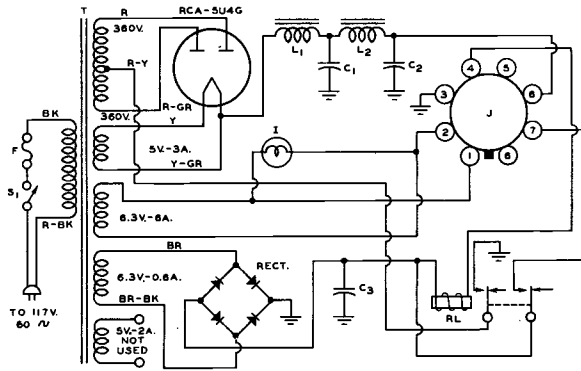 T
R
RCA-5U4G
360V.
R-Y
R-GR
360V.
Y
5V.-3A.
Y-GR
BK
F
S1
R-BK
TO 117V.
60 ~
6.3V.-6A.
BR
6.3V.-0.6A.
BR-BK
5V.-2A.
NOT
USED
RECT.
I
L1
L2
C1
C2
C3
4
5
3
J
6
2
7
1
8
RL